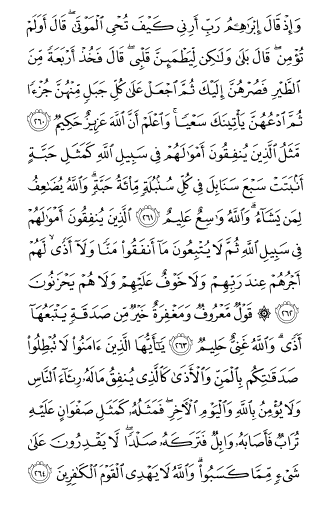 وَإِذْ قَالَ إِبْرَٰهِـۧمُ رَبِّ أَرِنِى كَيْفَ تُحْىِ ٱلْمَوْتَىٰ ۖ قَالَ أَوَلَمْ
تُؤْمِن ۖ قَالَ بَلَىٰ وَلَـٰكِن لِّيَطْمَئِنَّ قَلْبِى ۖ قَالَ فَخُذْ أَرْبَعَةً مِّنَ
ٱلطَّيْرِ فَصُرْهُنَّ إِلَيْكَ ثُمَّ ٱجْعَلْ عَلَىٰ كُلِّ جَبَلٍ مِّنْهُنَّ جُزْءًا
ثُمَّ ٱدْعُهُنَّ يَأْتِينَكَ سَعْيًا ۚ وَٱعْلَمْ أَنَّ ٱللَّهَ عَزِيزٌ حَكِيمٌ ﴿٢٦٠﴾
مَّثَلُ ٱلَّذِينَ يُنفِقُونَ أَمْوَٰلَهُمْ فِى سَبِيلِ ٱللَّهِ كَمَثَلِ حَبَّةٍ
أَنۢبَتَتْ سَبْعَ سَنَابِلَ فِى كُلِّ سُنۢبُلَةٍ مِّا۟ئَةُ حَبَّةٍ ۗ وَٱللَّهُ يُضَـٰعِفُ
لِمَن يَشَآءُ ۗ وَٱللَّهُ وَٰسِعٌ عَلِيمٌ ﴿٢٦١﴾ ٱلَّذِينَ يُنفِقُونَ أَمْوَٰلَهُمْ
فِى سَبِيلِ ٱللَّهِ ثُمَّ لَا يُتْبِعُونَ مَآ أَنفَقُوا۟ مَنًّا وَلَآ أَذًى ۙ لَّهُمْ
أَجْرُهُمْ عِندَ رَبِّهِمْ وَلَا خَوْفٌ عَلَيْهِمْ وَلَا هُمْ يَحْزَنُونَ
﴿٢٦٢﴾ ۞ قَوْلٌ مَّعْرُوفٌ وَمَغْفِرَةٌ خَيْرٌ مِّن صَدَقَةٍ يَتْبَعُهَآ
أَذًى ۗ وَٱللَّهُ غَنِىٌّ حَلِيمٌ ﴿٢٦٣﴾ يَـٰٓأَيُّهَا ٱلَّذِينَ ءَامَنُوا۟ لَا تُبْطِلُوا۟
صَدَقَـٰتِكُم بِٱلْمَنِّ وَٱلْأَذَىٰ كَٱلَّذِى يُنفِقُ مَالَهُۥ رِئَآءَ ٱلنَّاسِ
وَلَا يُؤْمِنُ بِٱللَّهِ وَٱلْيَوْمِ ٱلْـَٔاخِرِ ۖ فَمَثَلُهُۥ كَمَثَلِ صَفْوَانٍ عَلَيْهِ
تُرَابٌ فَأَصَابَهُۥ وَابِلٌ فَتَرَكَهُۥ صَلْدًا ۖ لَّا يَقْدِرُونَ عَلَىٰ
شَىْءٍ مِّمَّا كَسَبُوا۟ ۗ وَٱللَّهُ لَا يَهْدِى ٱلْقَوْمَ ٱلْكَـٰفِرِينَ ﴿٢٦٤﴾